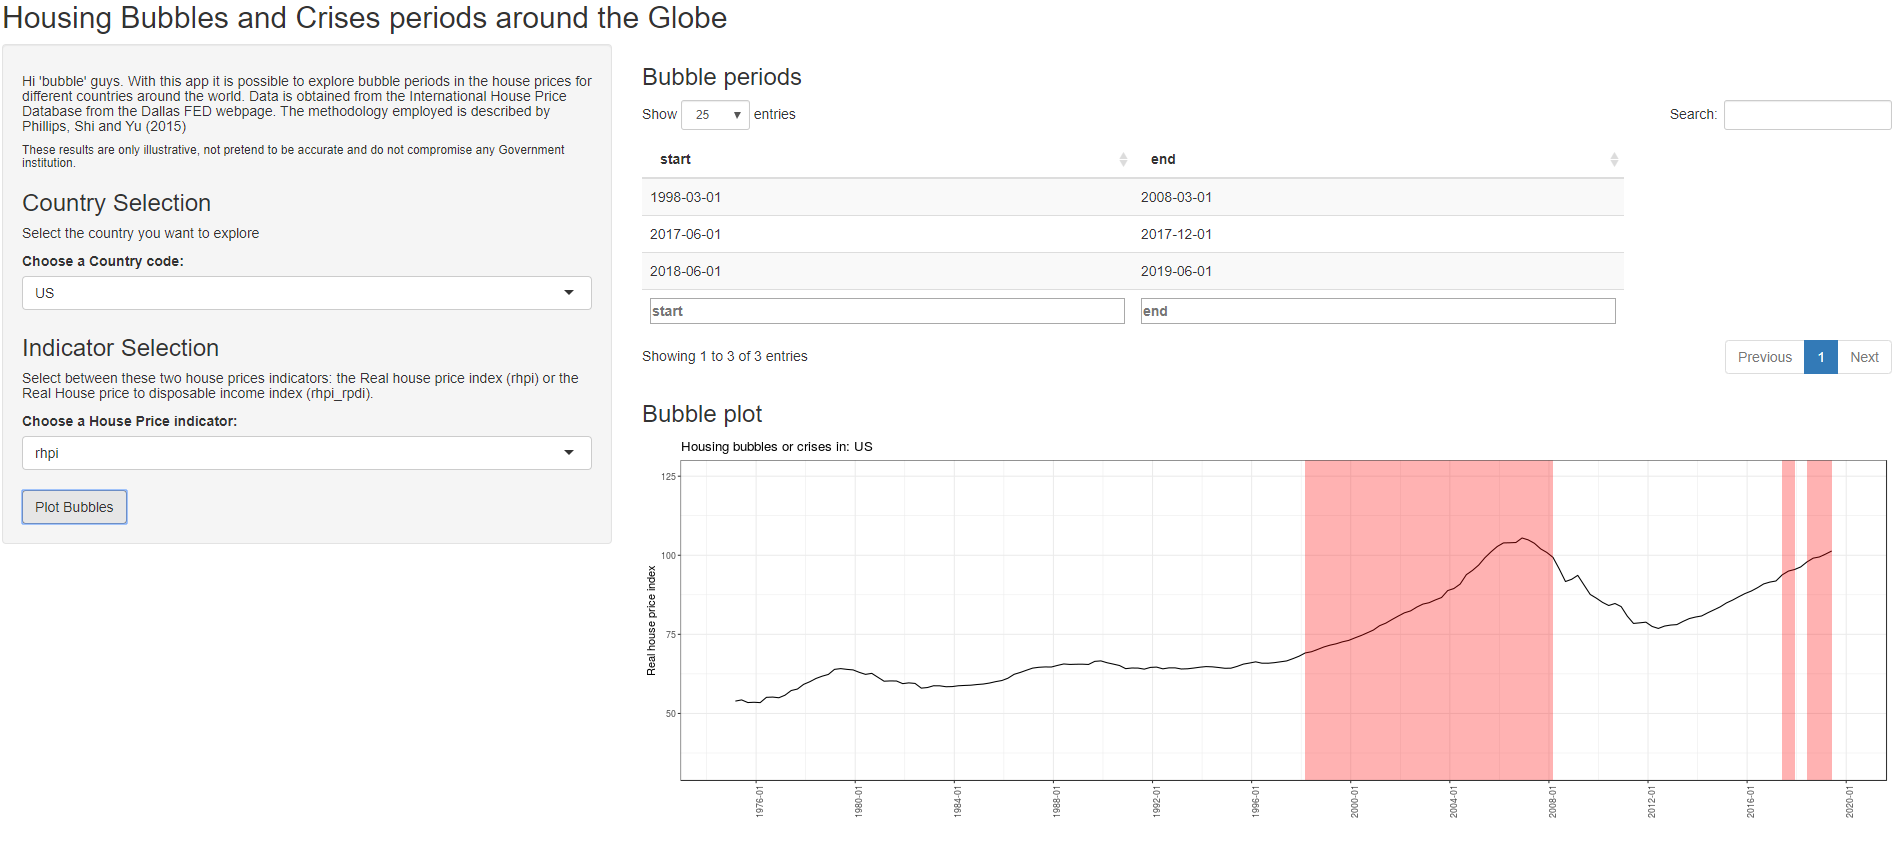 Housing Bubbles and Crises periods around the Globe
Hi 'bubble' guys. With this app it is possible to explore bubble periods in the house prices for
different countries around the world. Data is obtained from the International House Price
Database from the Dallas FED webpage. The methodology employed is described by
Phillips, Shi and Yu (2015)
These results are only illustrative, not pretend to be accurate and do not compromise any Government
institution.
Country Selection
Select the country you want to explore
Choose a Country code:
US
Indicator Selection
Select between these two house prices indicators: the Real house price index (rhpi) or the
Real House price to disposable income index (rhpi_rpdi).
Choose a House Price indicator:
rhpi
Plot Bubbles
Bubble periods
Show 25 entries
Search:
start end
1998-03-01 2008-03-01
2017-06-01 2017-12-01
2018-06-01 2019-06-01
start end
Showing 1 to 3 of 3 entries
Previous 1 Next
Bubble plot
Housing bubbles or crises in: US
Real house price index
125
100
75
50
1976-01 1980-01 1984-01 1988-01 1992-01 1996-01 2000-01 2004-01 2008-01 2012-01 2016-01 2020-01